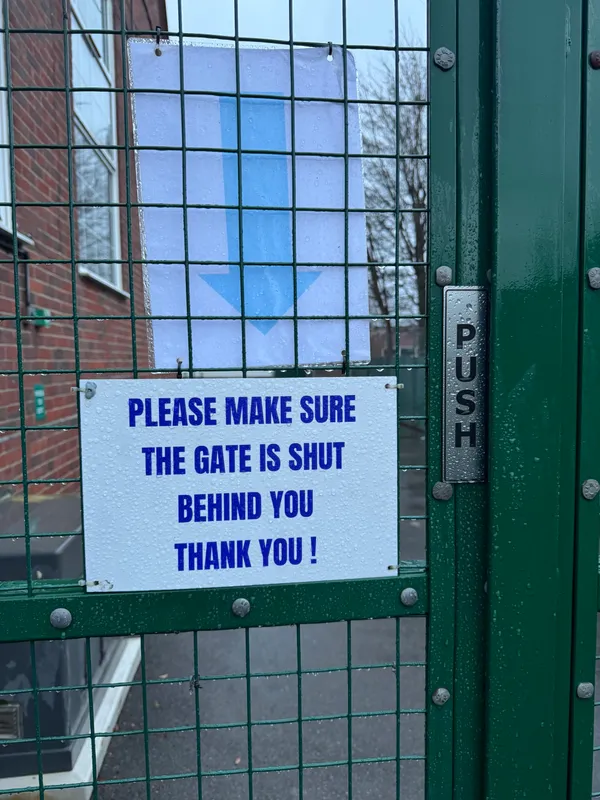 PLEASE MAKE SURE
THE GATE IS SHUT
BEHIND YOU
THANK YOU !
PUSH